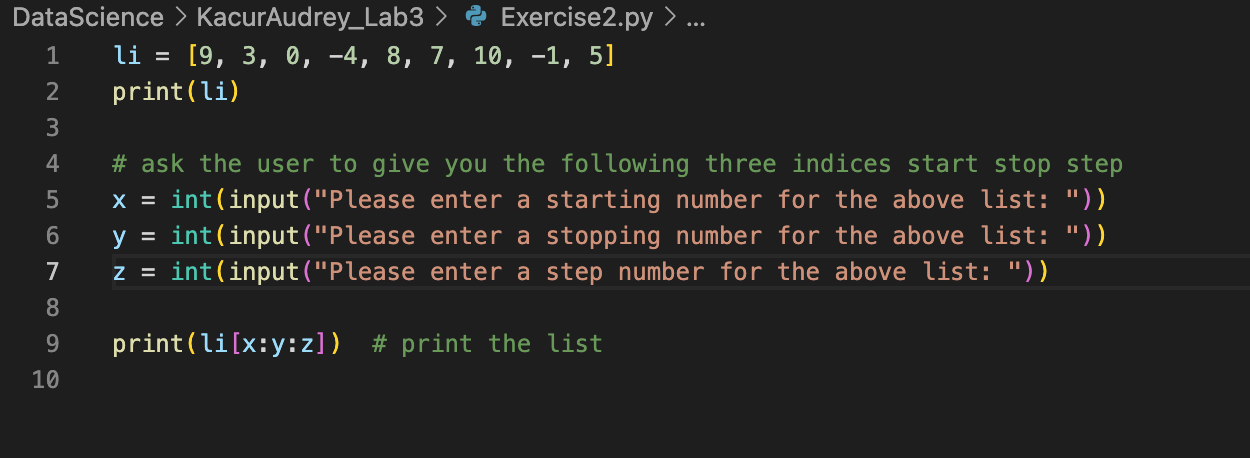 DataScience > KacurAudrey_Lab3 > Exercise2.py > ...
1 li = [9, 3, 0, -4, 8, 7, 10, -1, 5]
2 print(li)
3
4 # ask the user to give you the following three indices start stop step
5 x = int(input("Please enter a starting number for the above list: "))
6 y = int(input("Please enter a stopping number for the above list: "))
7 z = int(input("Please enter a step number for the above list: "))
8
9 print(li[x:y:z])  # print the list
10